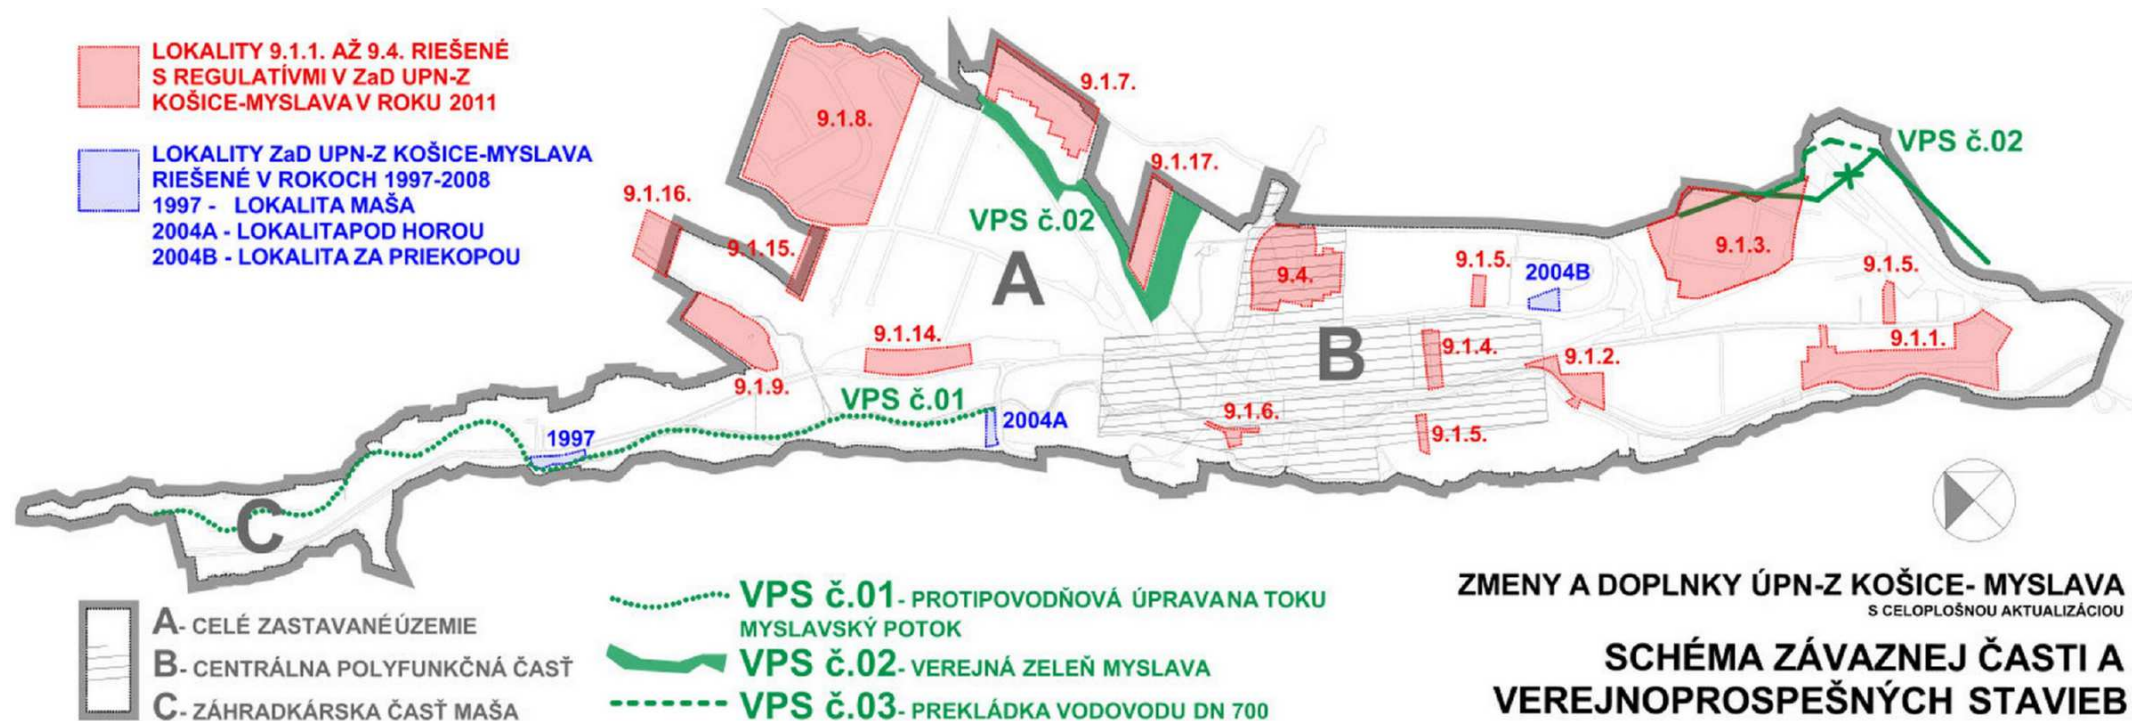 LOKALITY 9.1.1. AŽ 9.4. RIEŠENÉ
S REGULATÍVMI V ZaD UPN-Z
KOŠICE-MYSLAVA V ROKU 2011
LOKALITY ZaD UPN-Z KOŠICE-MYSLAVA
RIEŠENÉ V ROKOCH 1997-2008
1997 - LOKALITA MAŠA
2004A - LOKALITAPOD HOROU
2004B - LOKALITA ZA PRIEKOPOU
9.1.8.
9.1.7.
9.1.17.
VPS č.02
9.1.16.
9.1.15.
VPS č.02
A
9.1.3.
9.4.
9.1.5.
2004B
9.1.5.
9.1.14.
B
9.1.4.
9.1.2.
9.1.1.
9.1.9.
VPS č.01
9.1.6.
2004A
1997
9.1.5.
C
A- CELÉ ZASTAVANÉÚZEMIE
B- CENTRÁLNA POLYFUNKČNÁ ČASŤ
C- ZÁHRADKÁRSKA ČASŤ MAŠA
VPS č.01- PROTIPOVODŇOVÁ ÚPRAVANA TOKU
MYSLAVSKÝ POTOK
VPS č.02- VEREJNÁ ZELEŇ MYSLAVA
VPS č.03- PREKLÁDKA VODOVODU DN 700
ZMENY A DOPLNKY ÚPN-Z KOŠICE- MYSLAVA
S CELOPLOŠNOU AKTUALIZÁCIOU
SCHÉMA ZÁVAZNEJ ČASTI A
VEREJNOPROSPEŠNÝCH STAVIEB